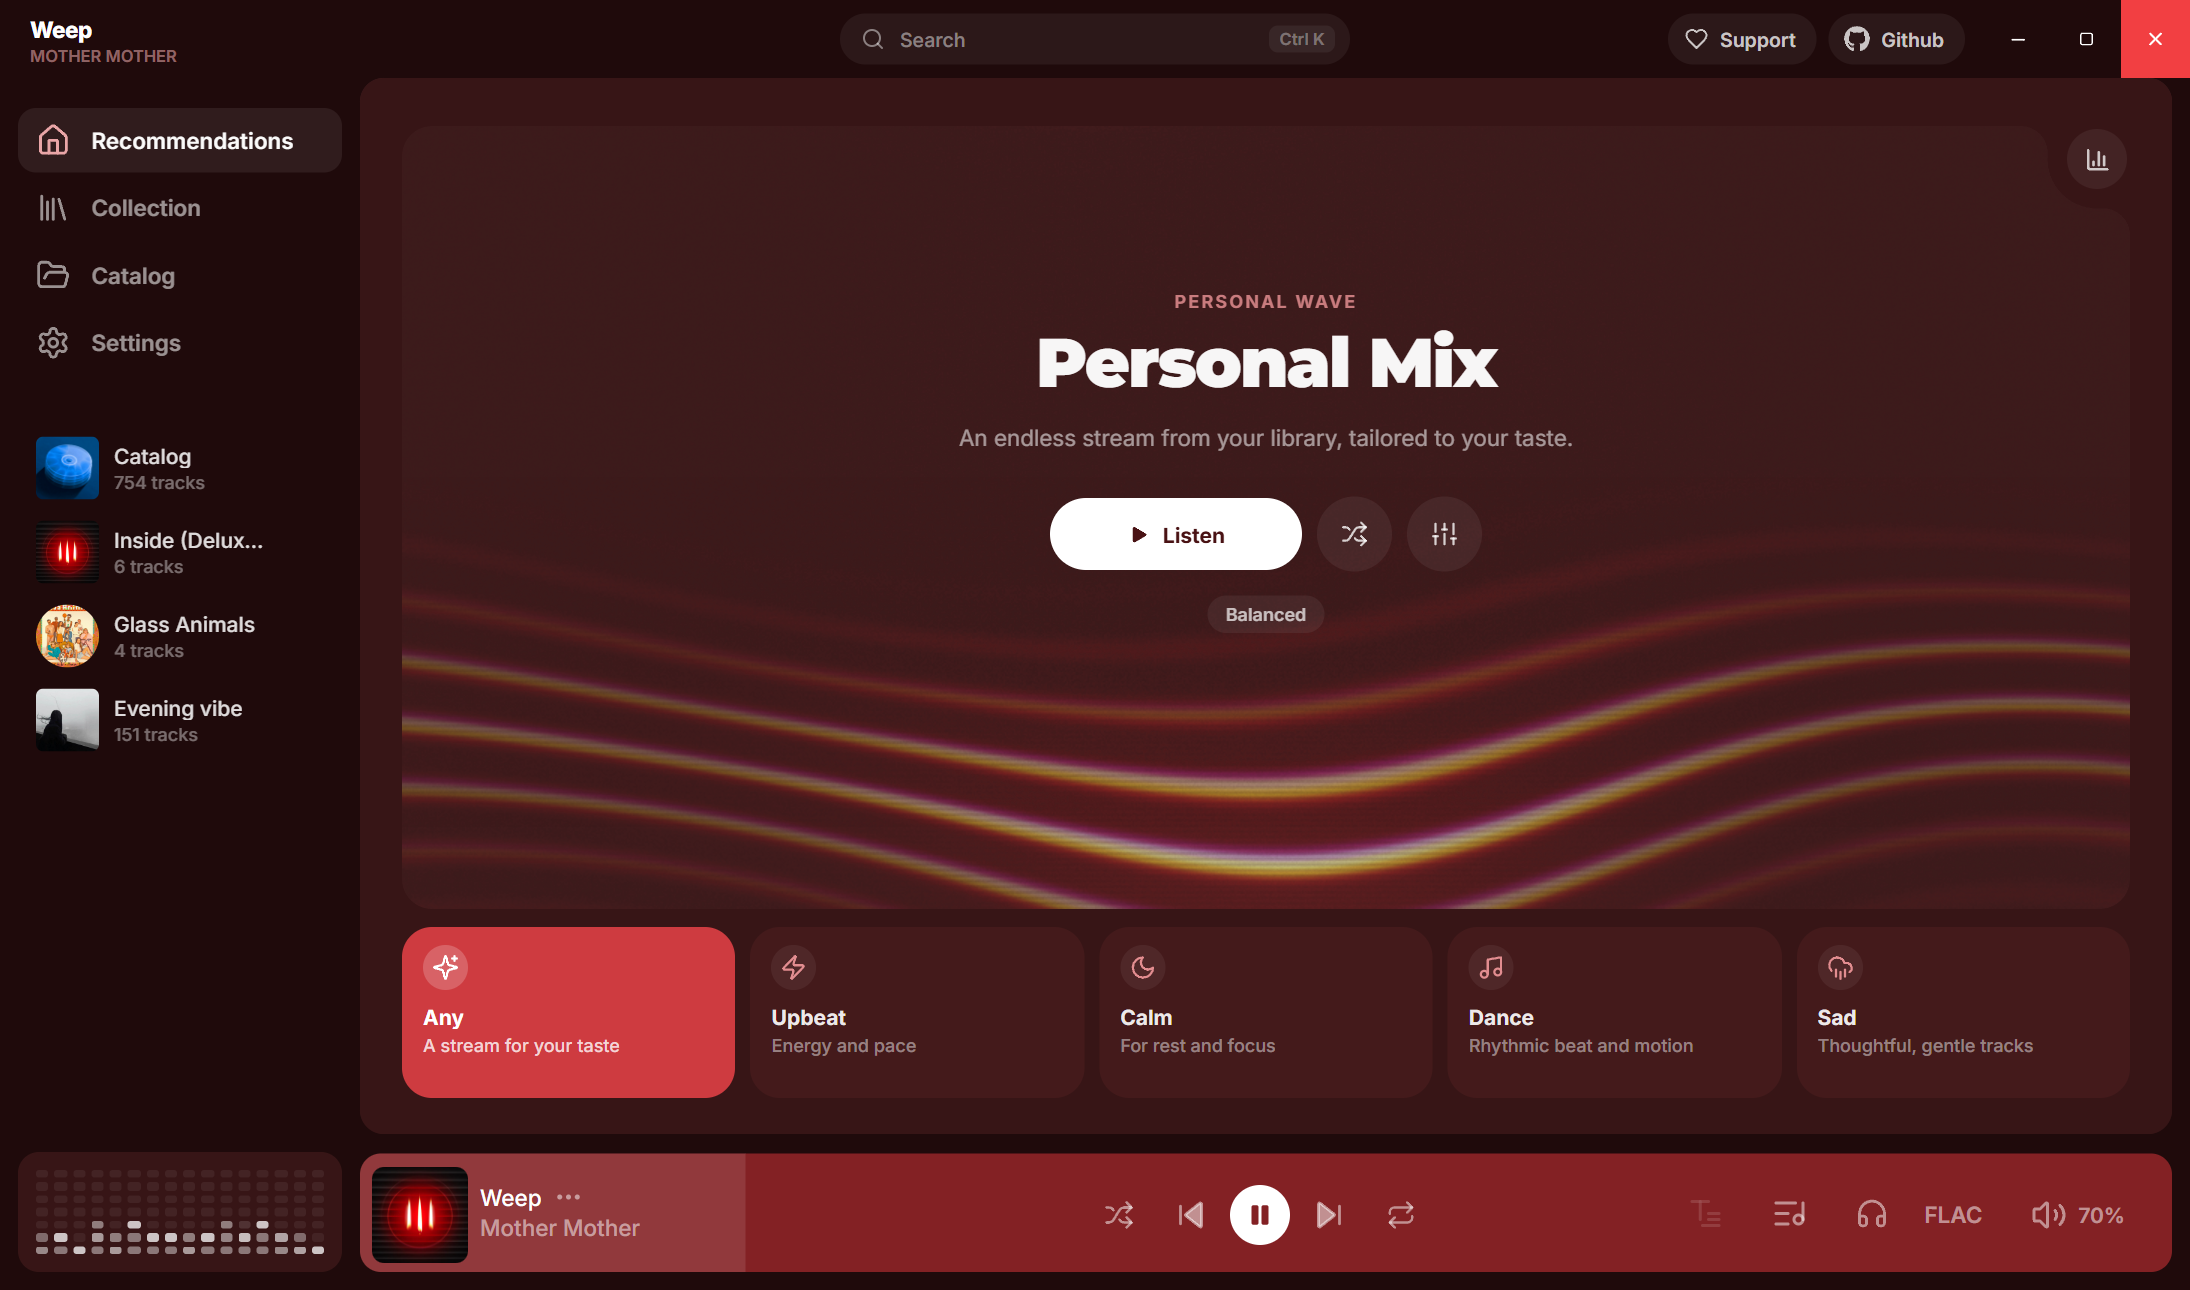 Weep
MOTHER MOTHER
Search
Ctrl K
Support
Github
Recommendations
Collection
Catalog
Settings
Catalog
754 tracks
Inside (Delux...
6 tracks
Glass Animals
4 tracks
Evening vibe
151 tracks
PERSONAL WAVE
Personal Mix
An endless stream from your library, tailored to your taste.
Listen
Balanced
Any
A stream for your taste
Upbeat
Energy and pace
Calm
For rest and focus
Dance
Rhythmic beat and motion
Sad
Thoughtful, gentle tracks
Weep ...
Mother Mother
FLAC
70%